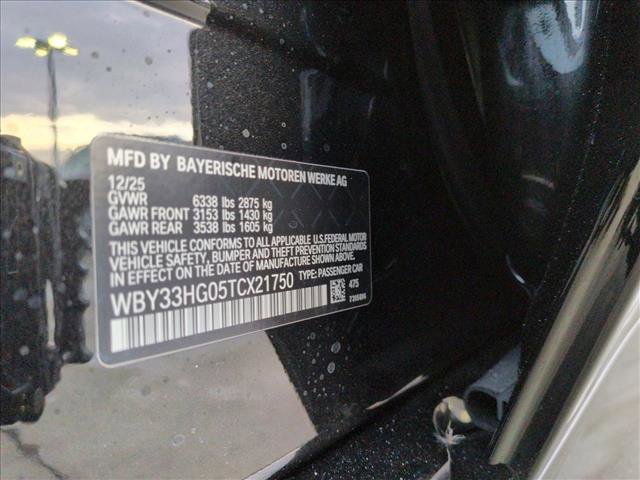 MFD BY BAYERISCHE MOTOREN WERKE AG
12/25
GVWR 6338 lbs 2875 kg
GAWR FRONT 3153 lbs 1430 kg
GAWR REAR 3538 lbs 1605 kg
THIS VEHICLE CONFORMS TO ALL APPLICABLE U.S. FEDERAL MOTOR
VEHICLE SAFETY, BUMPER AND THEFT PREVENTION STANDARDS
IN EFFECT ON THE DATE OF MANUFACTURE SHOWN ABOVE.
WBY33HG05TCX21750 TYPE: PASSENGER CAR
475